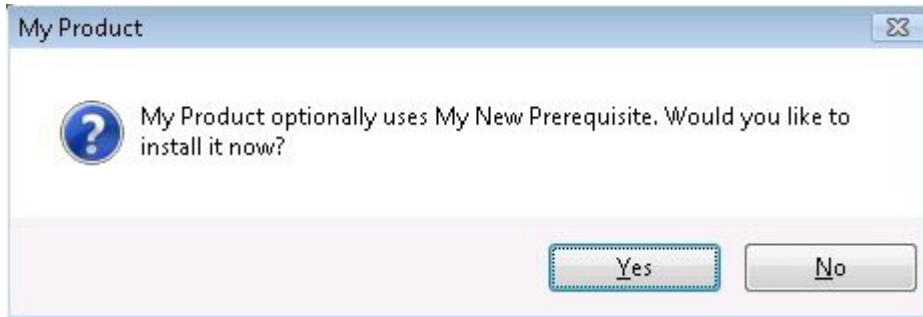 My Product
My Product optionally uses My New Prerequisite. Would you like to
install it now?
Yes
No